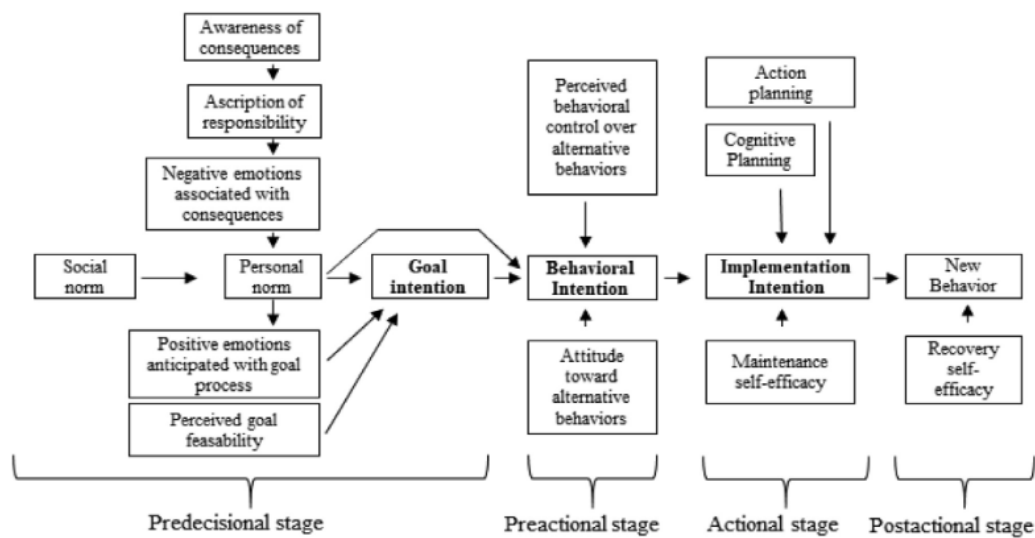 Awareness of
consequences
Ascription of
responsibility
Negative emotions
associated with
consequences
Social
norm
Personal
norm
Goal
intention
Positive emotions
anticipated with goal
process
Perceived goal
feasability
Perceived
behavioral
control over
alternative
behaviors
Behavioral
Intention
Attitude
toward
alternative
behaviors
Action
planning
Cognitive
Planning
Implementation
Intention
Maintenance
self-efficacy
New
Behavior
Recovery
self-
efficacy
Predecisional stage
Preactional stage
Actional stage
Postactional stage